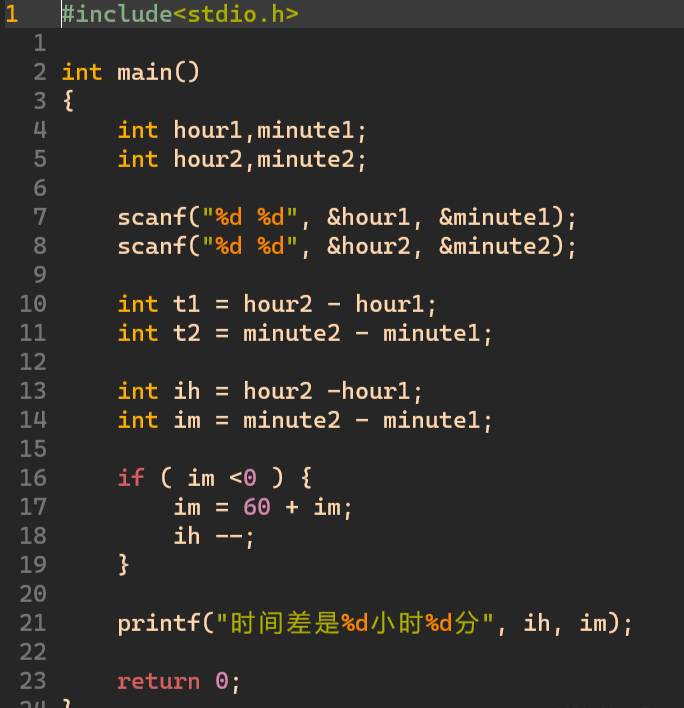 1 #include<stdio.h>
1
2 int main()
3 {
4     int hour1,minute1;
5     int hour2,minute2;
6
7     scanf("%d %d", &hour1, &minute1);
8     scanf("%d %d", &hour2, &minute2);
9
10     int t1 = hour2 - hour1;
11     int t2 = minute2 - minute1;
12
13     int ih = hour2 -hour1;
14     int im = minute2 - minute1;
15
16     if ( im <0 ) {
17         im = 60 + im;
18         ih --;
19     }
20
21     printf("时间差是%d小时%d分", ih, im);
22
23     return 0;
24 }